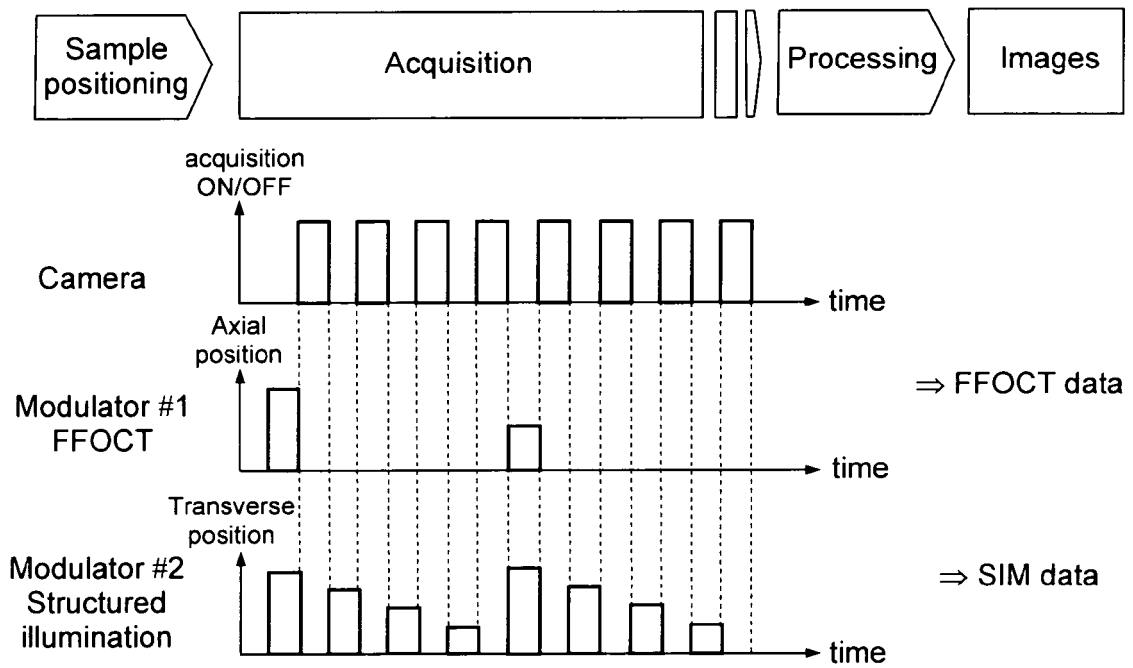 Sample
positioning
Acquisition
Processing
Images
acquisition
ON/OFF
Camera
time
Axial
position
Modulator #1
FFOCT
⇒ FFOCT data
time
Transverse
position
Modulator #2
Structured
illumination
⇒ SIM data
time